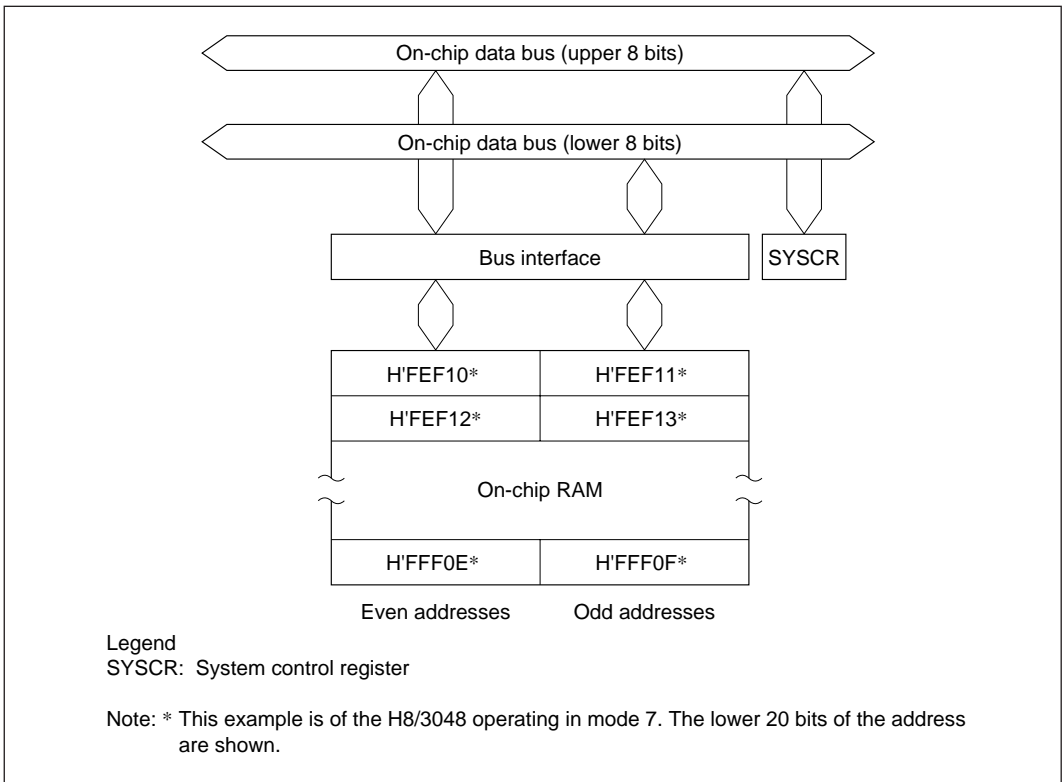 On-chip data bus (upper 8 bits)
On-chip data bus (lower 8 bits)
Bus interface
SYSCR
H'FEF10*
H'FEF11*
H'FEF12*
H'FEF13*
On-chip RAM
H'FFF0E*
H'FFF0F*
Even addresses
Odd addresses
Legend
SYSCR: System control register
Note: * This example is of the H8/3048 operating in mode 7. The lower 20 bits of the address
are shown.